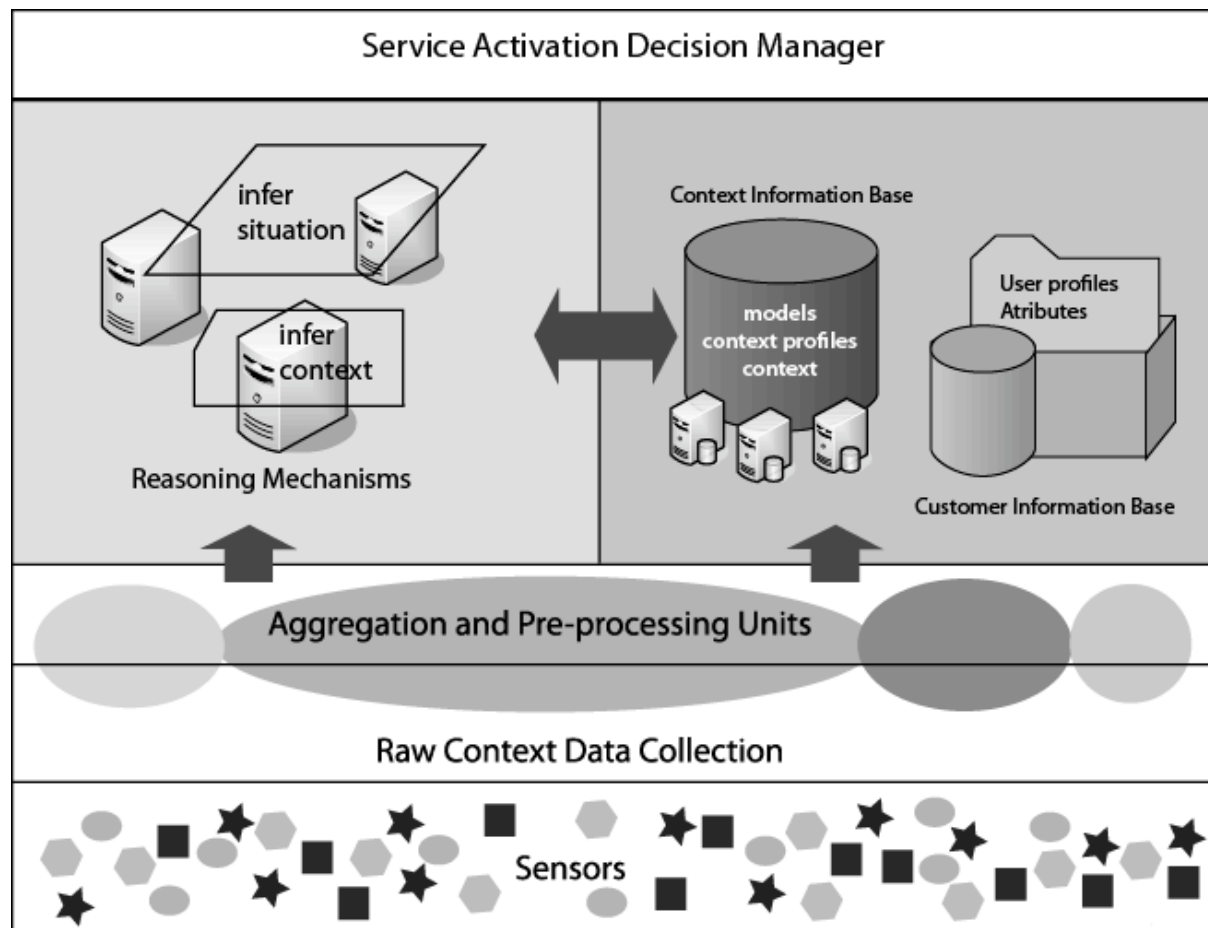 Service Activation Decision Manager
infer
situation
infer
context
Reasoning Mechanisms
Context Information Base
models
context profiles
context
User profiles
Atributes
Customer Information Base
Aggregation and Pre-processing Units
Raw Context Data Collection
Sensors